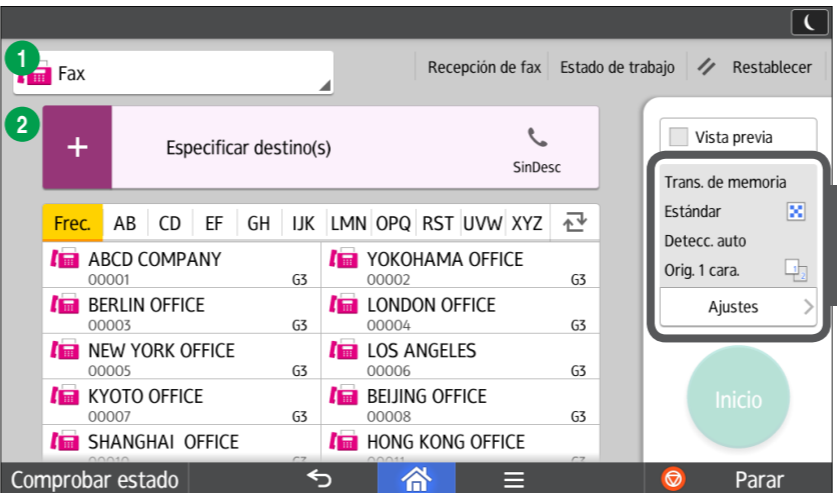 1
Fax
Recepción de fax Estado de trabajo Restablecer
2
+ Especificar destino(s)
SinDesc
Vista previa
Trans. de memoria
Estándar
Detecc. auto
Orig. 1 cara. 1 2
Ajustes
Frec. AB CD EF GH IJK LMN OPQ RST UVW XYZ
ABCD COMPANY
00001 G3
YOKOHAMA OFFICE
00002 G3
BERLIN OFFICE
00003 G3
LONDON OFFICE
00004 G3
NEW YORK OFFICE
00005 G3
LOS ANGELES
00006 G3
KYOTO OFFICE
00007 G3
BEIJING OFFICE
00008 G3
SHANGHAI OFFICE
HONG KONG OFFICE
Inicio
Comprobar estado
Parar